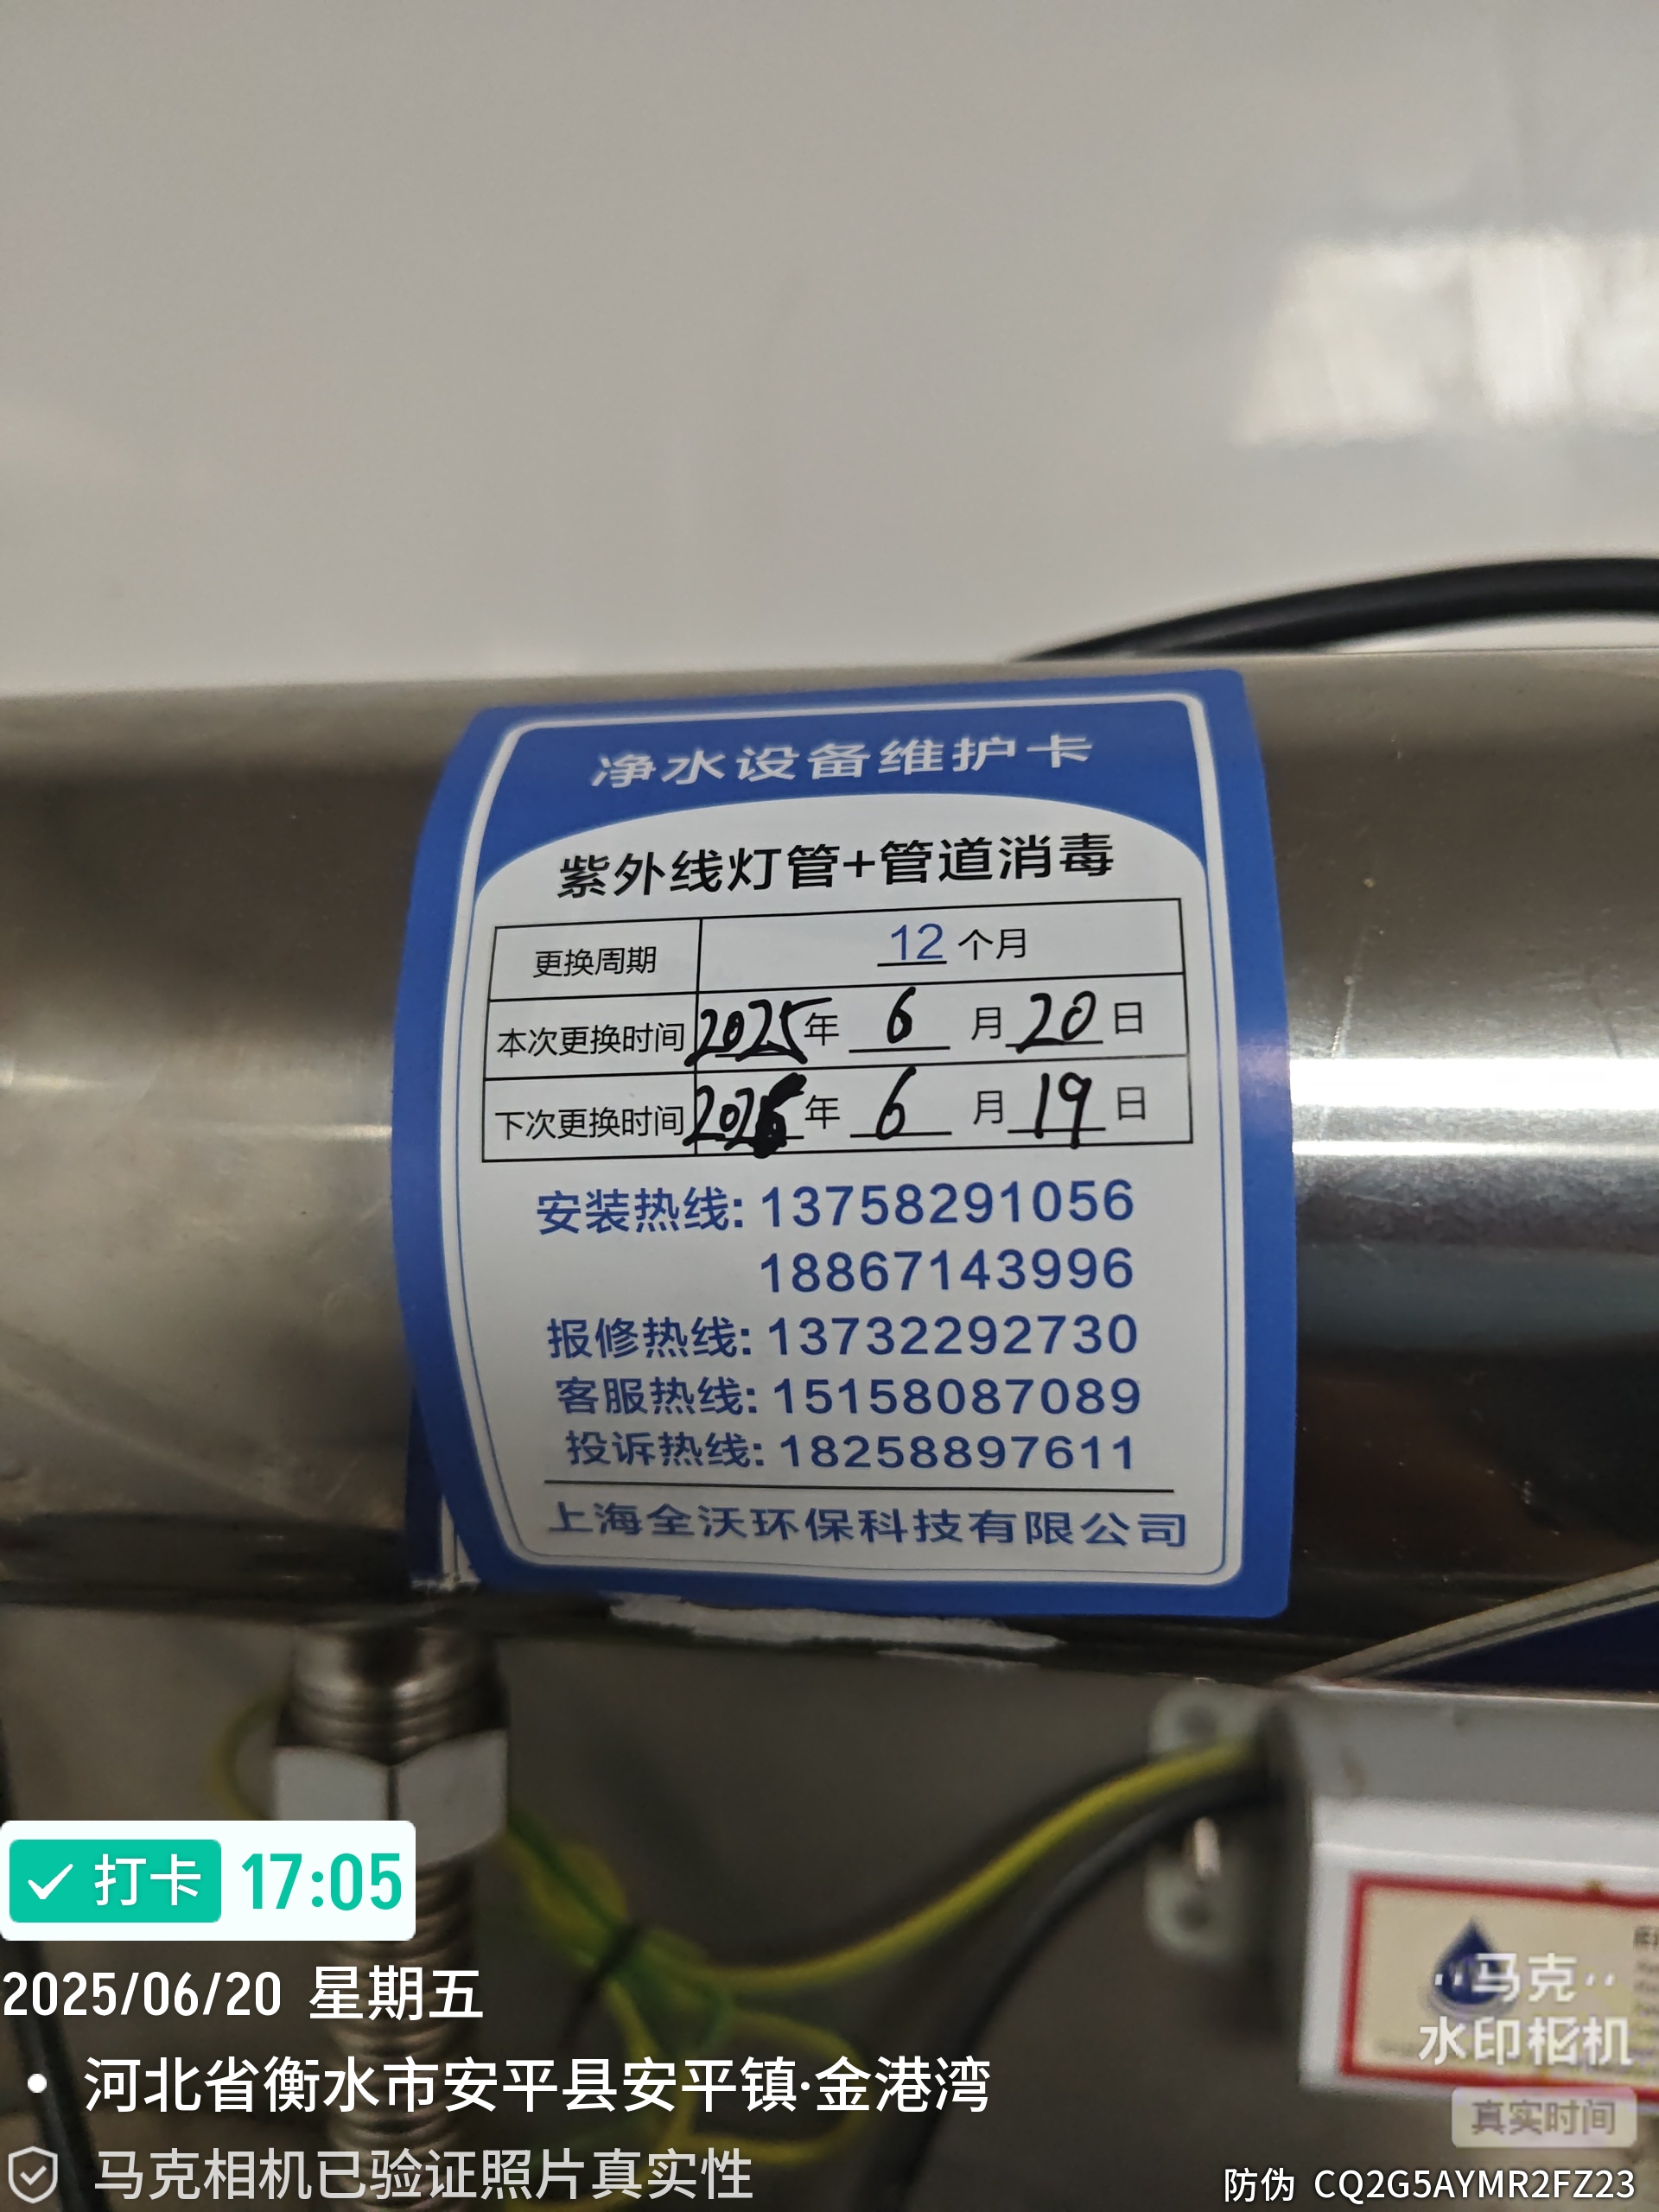 净水设备维护卡
紫外线灯管+管道消毒
更换周期 12 个月
本次更换时间 2025 年 6 月 20 日
下次更换时间 2026 年 6 月 19 日
安装热线: 13758291056
18867143996
报修热线: 13732292730
客服热线: 15158087089
投诉热线: 18258897611
上海全沃环保科技有限公司
打卡 17:05
2025/06/20 星期五
河北省衡水市安平县安平镇·金港湾
马克相机已验证照片真实性
马克
水印相机
真实时间
防伪 CQ2G5AYMR2FZ23